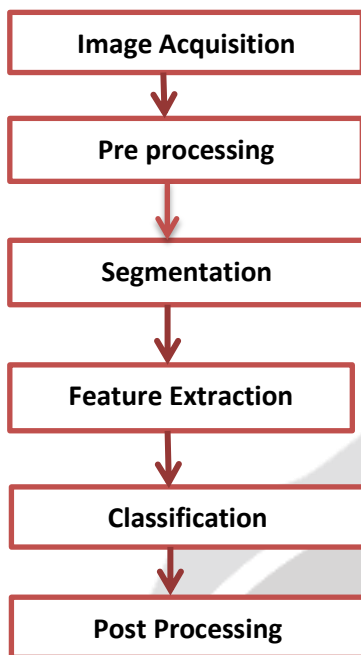 Image Acquisition
Pre processing
Segmentation
Feature Extraction
Classification
Post Processing